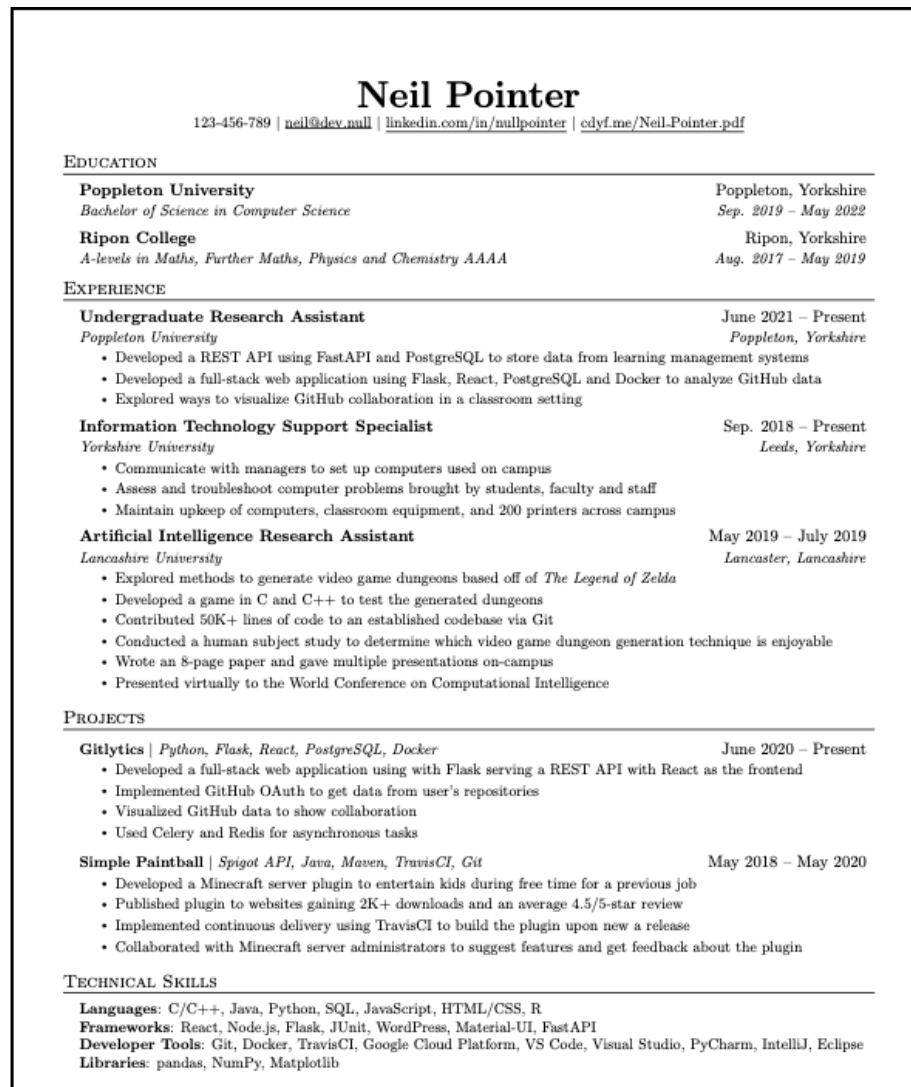 Neil Pointer
123-456-789 | neil@dev.null | linkedin.com/in/nullpointer | cdyf.me/Neil-Pointer.pdf
Education
Poppleton University Poppleton, Yorkshire
Bachelor of Science in Computer Science Sep. 2019 – May 2022
Ripon College Ripon, Yorkshire
A-levels in Maths, Further Maths, Physics and Chemistry AAAA Aug. 2017 – May 2019
Experience
Undergraduate Research Assistant June 2021 – Present
Poppleton University Poppleton, Yorkshire
• Developed a REST API using FastAPI and PostgreSQL to store data from learning management systems
• Developed a full-stack web application using Flask, React, PostgreSQL and Docker to analyze GitHub data
• Explored ways to visualize GitHub collaboration in a classroom setting
Information Technology Support Specialist Sep. 2018 – Present
Yorkshire University Leeds, Yorkshire
• Communicate with managers to set up computers used on campus
• Assess and troubleshoot computer problems brought by students, faculty and staff
• Maintain upkeep of computers, classroom equipment, and 200 printers across campus
Artificial Intelligence Research Assistant May 2019 – July 2019
Lancashire University Lancaster, Lancashire
• Explored methods to generate video game dungeons based off of The Legend of Zelda
• Developed a game in C and C++ to test the generated dungeons
• Contributed 50K+ lines of code to an established codebase via Git
• Conducted a human subject study to determine which video game dungeon generation technique is enjoyable
• Wrote an 8-page paper and gave multiple presentations on-campus
• Presented virtually to the World Conference on Computational Intelligence
Projects
Gitlytics | Python, Flask, React, PostgreSQL, Docker June 2020 – Present
• Developed a full-stack web application using with Flask serving a REST API with React as the frontend
• Implemented GitHub OAuth to get data from user's repositories
• Visualized GitHub data to show collaboration
• Used Celery and Redis for asynchronous tasks
Simple Paintball | Spigot API, Java, Maven, TravisCI, Git May 2018 – May 2020
• Developed a Minecraft server plugin to entertain kids during free time for a previous job
• Published plugin to websites gaining 2K+ downloads and an average 4.5/5-star review
• Implemented continuous delivery using TravisCI to build the plugin upon new a release
• Collaborated with Minecraft server administrators to suggest features and get feedback about the plugin
Technical Skills
Languages: C/C++, Java, Python, SQL, JavaScript, HTML/CSS, R
Frameworks: React, Node.js, Flask, JUnit, WordPress, Material-UI, FastAPI
Developer Tools: Git, Docker, TravisCI, Google Cloud Platform, VS Code, Visual Studio, PyCharm, IntelliJ, Eclipse
Libraries: pandas, NumPy, Matplotlib